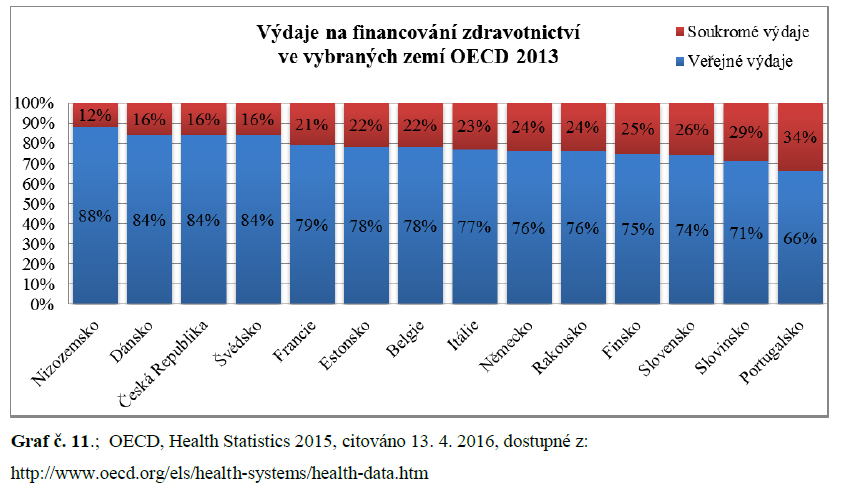 Výdaje na financování zdravotnictví
ve vybraných zemí OECD 2013
Soukromé výdaje
Veřejné výdaje
100%
90%
80%
70%
60%
50%
40%
30%
20%
10%
0%
12% 16% 16% 16% 21% 22% 22% 23% 24% 24% 25% 26% 29% 34%
88% 84% 84% 84% 79% 78% 78% 77% 76% 76% 75% 74% 71% 66%
Nizozemsko
Dánsko
Česká Republika
Švédsko
Francie
Estonsko
Belgie
Itálie
Německo
Rakousko
Finsko
Slovensko
Slovinsko
Portugalsko
Graf č. 11.; OECD, Health Statistics 2015, citováno 13. 4. 2016, dostupné z:
http://www.oecd.org/els/health-systems/health-data.htm